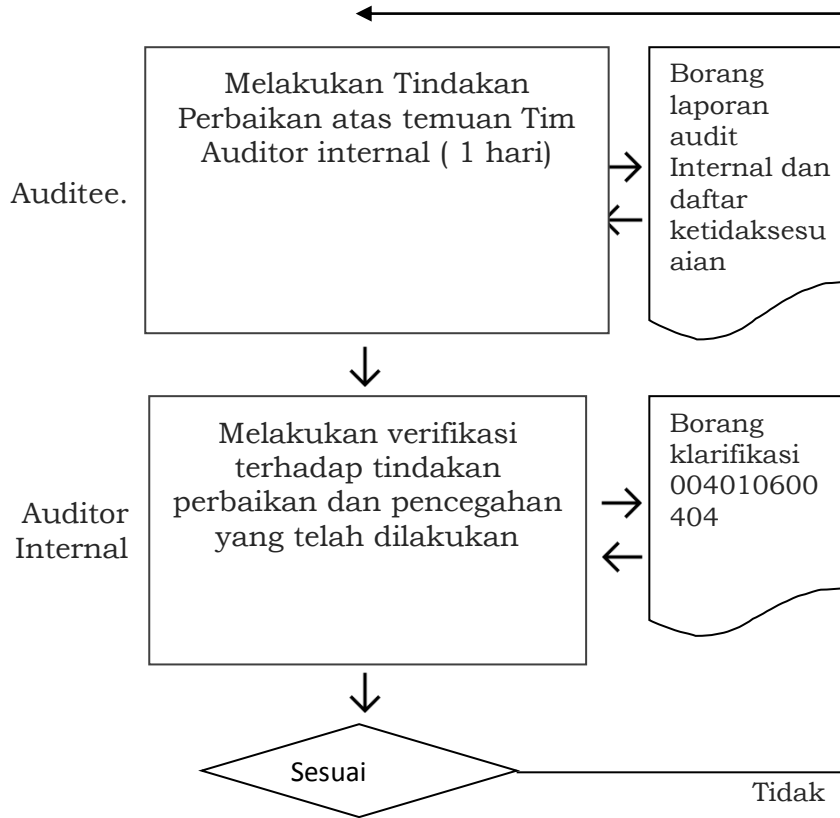 Auditee.
Melakukan Tindakan
Perbaikan atas temuan Tim
Auditor internal ( 1 hari)
Borang
laporan
audit
Internal dan
daftar
ketidaksesu
aian
Auditor
Internal
Melakukan verifikasi
terhadap tindakan
perbaikan dan pencegahan
yang telah dilakukan
Borang
klarifikasi
004010600
404
Sesuai
Tidak